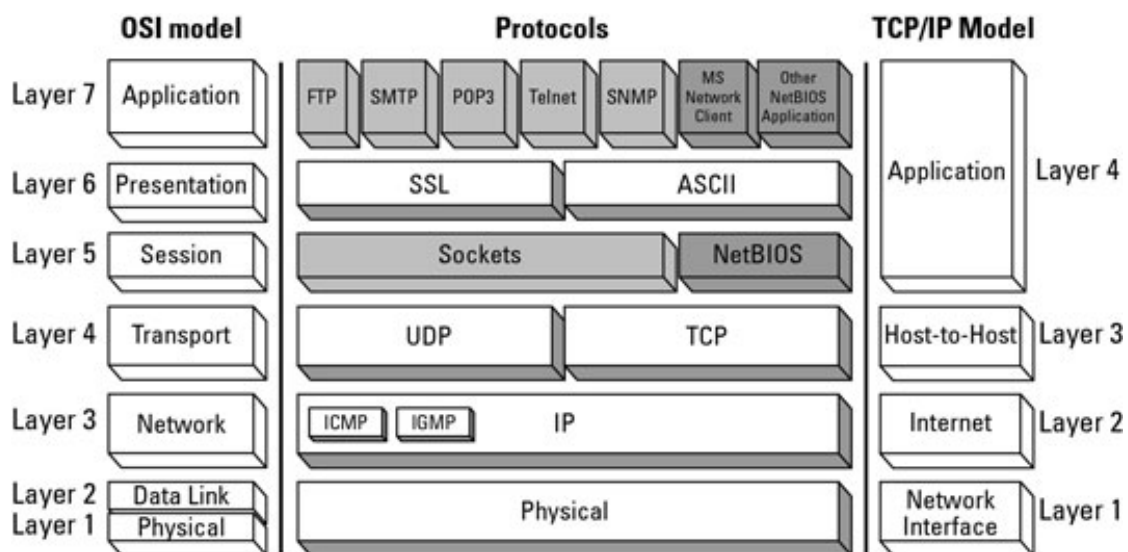 OSI model Protocols TCP/IP Model
Layer 7 Application FTP SMTP POP3 Telnet SNMP MS Network Client Other NetBIOS Application
Layer 6 Presentation SSL ASCII Application Layer 4
Layer 5 Session Sockets NetBIOS
Layer 4 Transport UDP TCP Host-to-Host Layer 3
Layer 3 Network ICMP IGMP IP Internet Layer 2
Layer 2 Data Link
Layer 1 Physical Physical Network Interface Layer 1